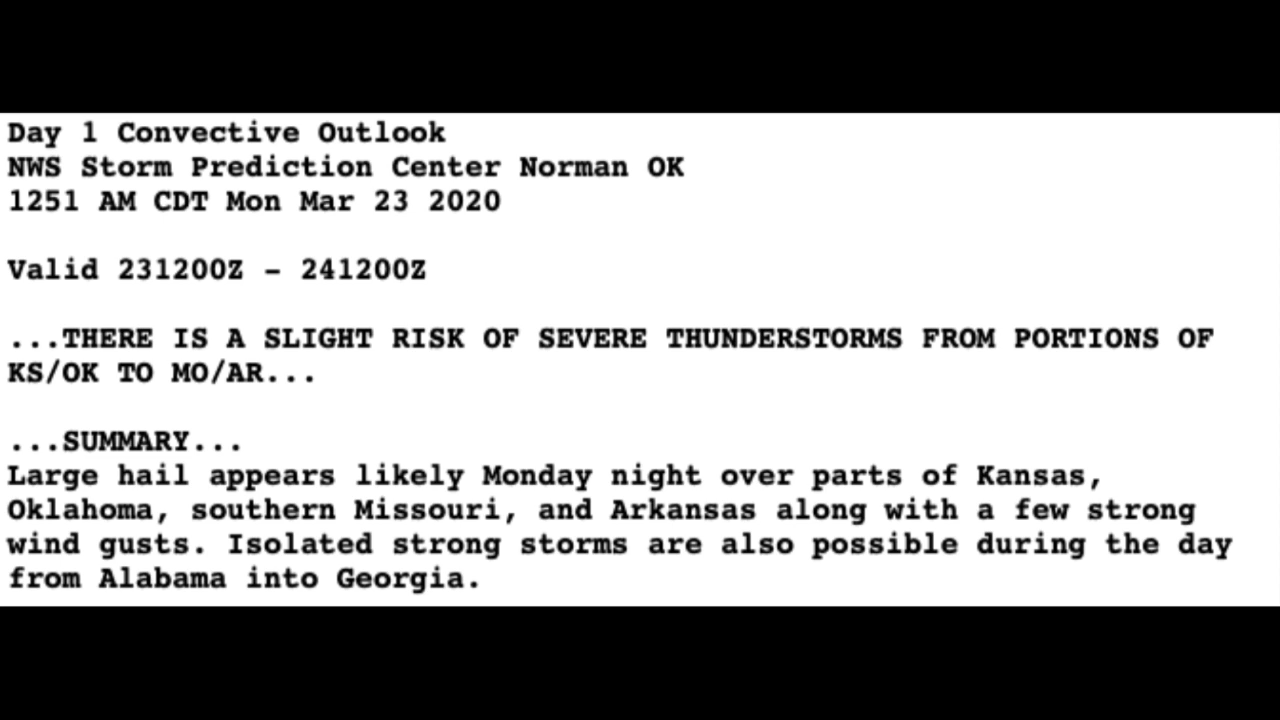 Day 1 Convective Outlook
NWS Storm Prediction Center Norman OK
1251 AM CDT Mon Mar 23 2020
Valid 231200Z - 241200Z
...THERE IS A SLIGHT RISK OF SEVERE THUNDERSTORMS FROM PORTIONS OF
KS/OK TO MO/AR...
...SUMMARY...
Large hail appears likely Monday night over parts of Kansas,
Oklahoma, southern Missouri, and Arkansas along with a few strong
wind gusts. Isolated strong storms are also possible during the day
from Alabama into Georgia.